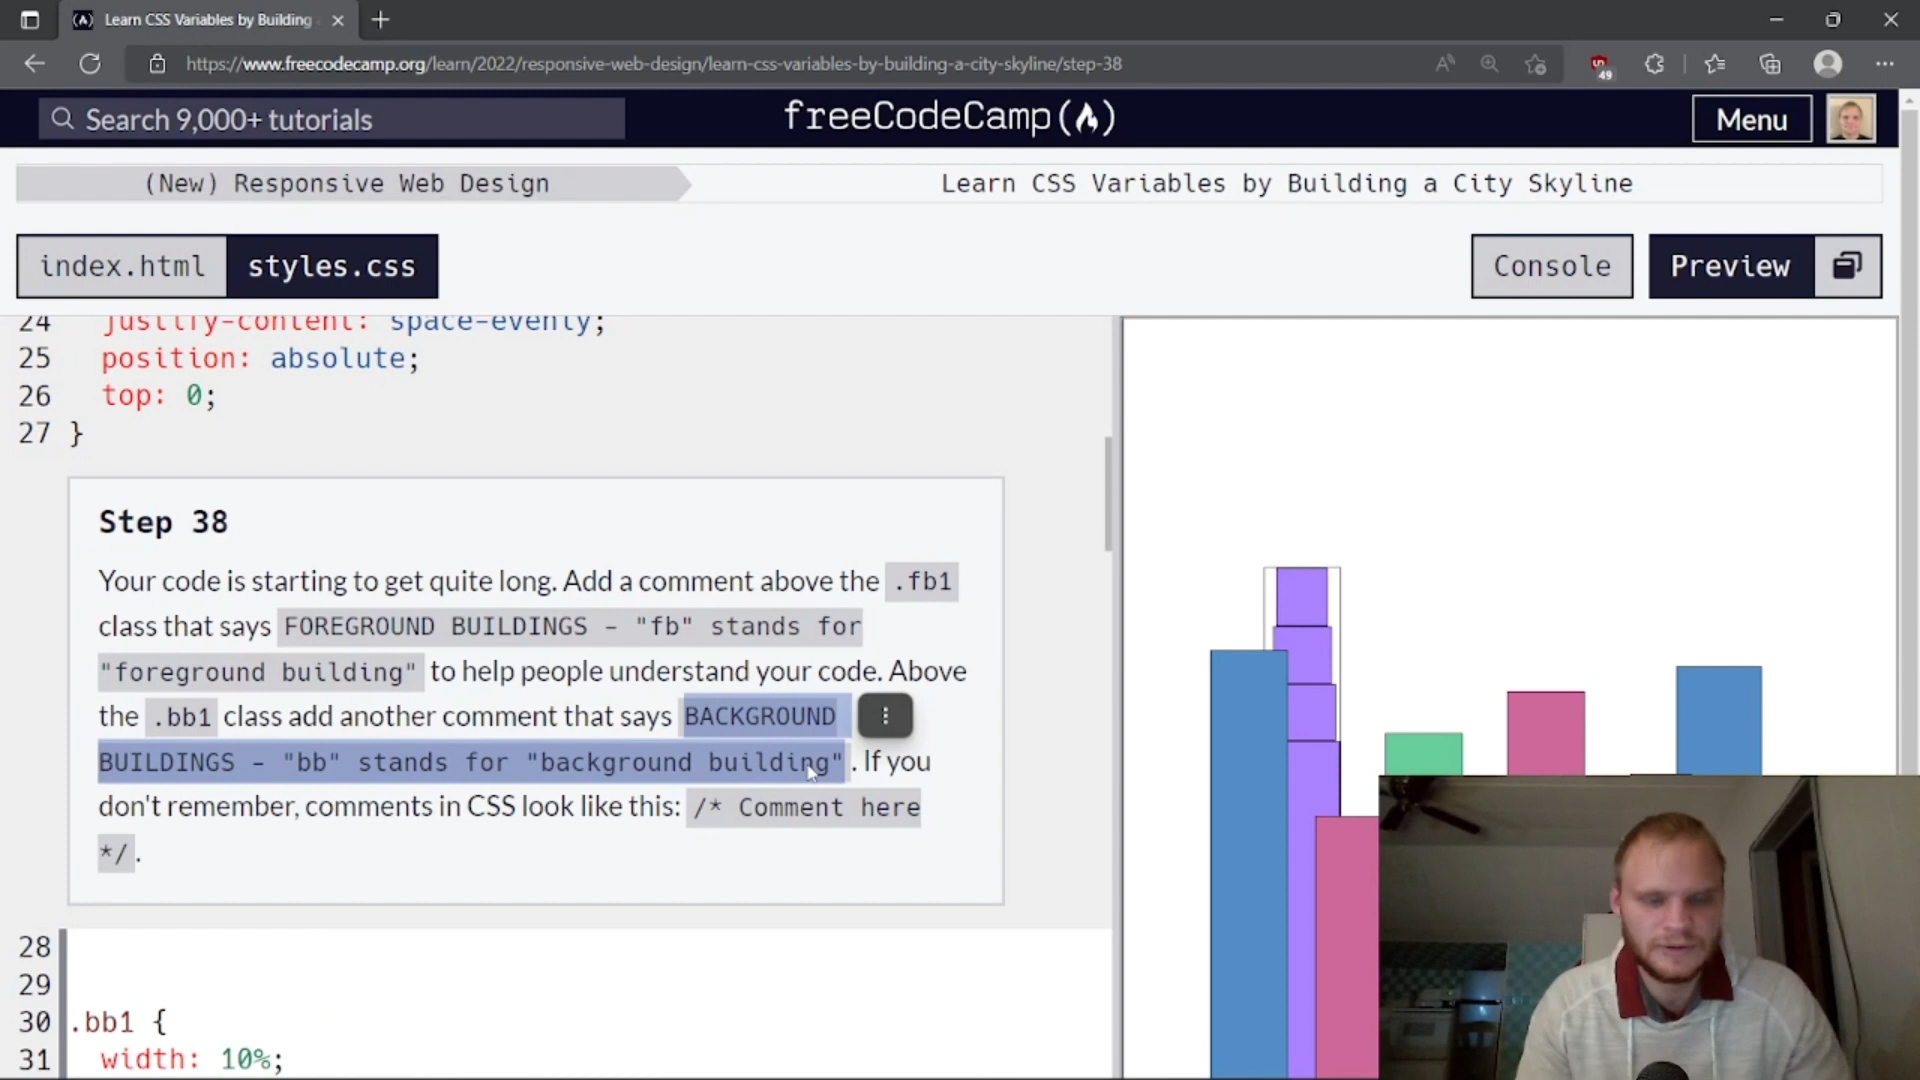 Learn CSS Variables by Building
https://www.freecodecamp.org/learn/2022/responsive-web-design/learn-css-variables-by-building-a-city-skyline/step-38
49
Search 9,000+ tutorials
freeCodeCamp(🔥)
Menu
(New) Responsive Web Design
Learn CSS Variables by Building a City Skyline
index.html
styles.css
Console
Preview
24 justify-content: space-evenly;
25 position: absolute;
26 top: 0;
27 }
Step 38
Your code is starting to get quite long. Add a comment above the .fb1
class that says FOREGROUND BUILDINGS - "fb" stands for
"foreground building" to help people understand your code. Above
the .bb1 class add another comment that says BACKGROUND
BUILDINGS - "bb" stands for "background building". If you
don't remember, comments in CSS look like this: /* Comment here
*/.
28
29
30 .bb1 {
31 width: 10%;